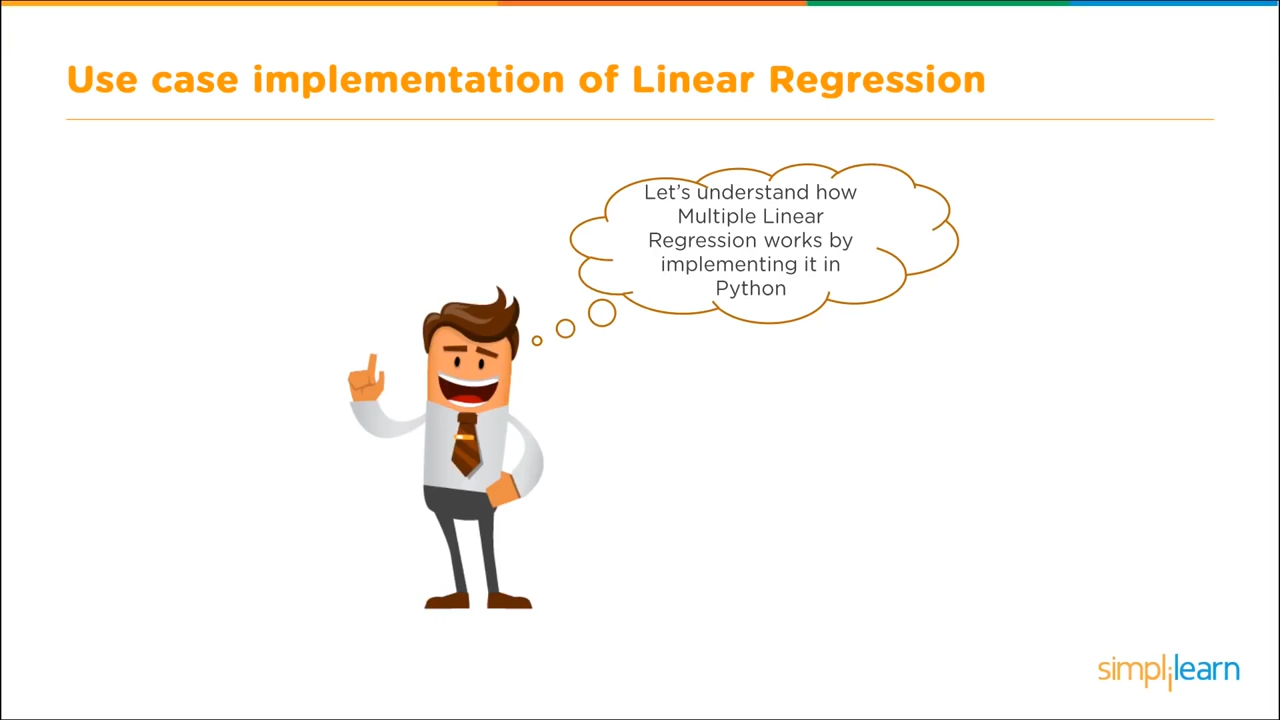 Use case implementation of Linear Regression
Let's understand how
Multiple Linear
Regression works by
implementing it in
Python
simplilearn